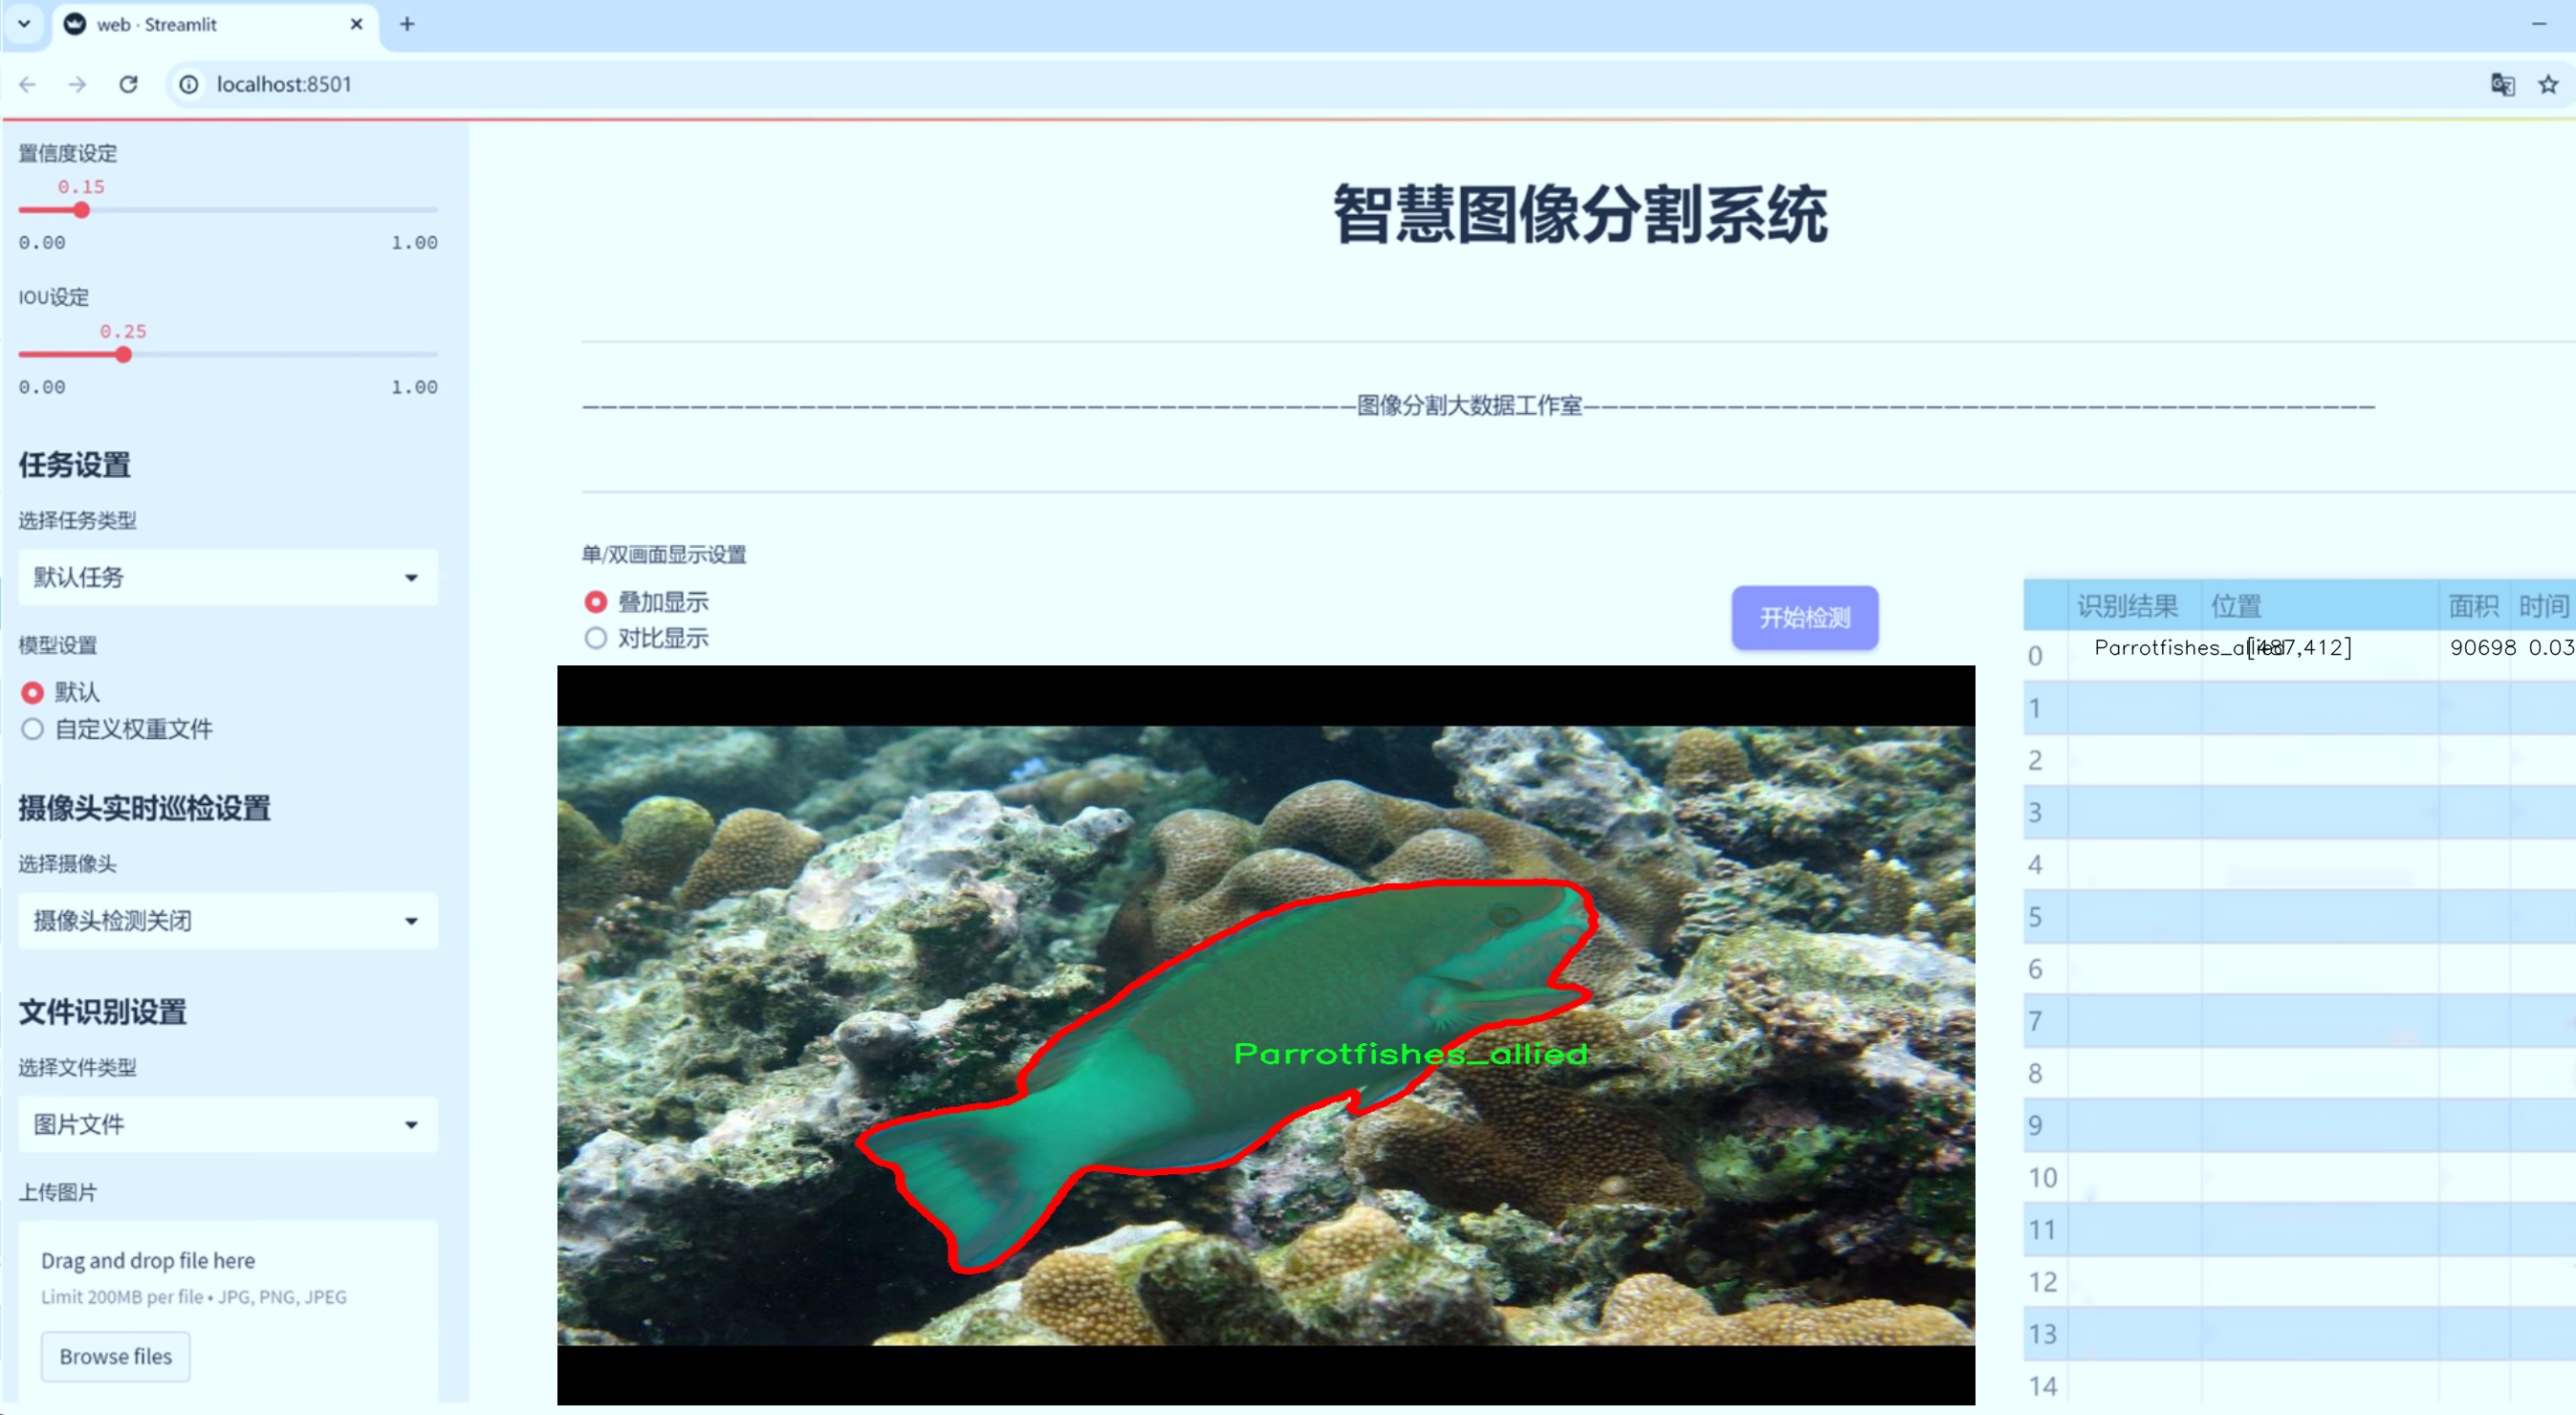 web · Streamlit
localhost:8501
置信度设定
0.15
0.00 1.00
IOU设定
0.25
0.00 1.00
任务设置
选择任务类型
默认任务
模型设置
默认
自定义权重文件
摄像头实时巡检设置
选择摄像头
摄像头检测关闭
文件识别设置
选择文件类型
图片文件
上传图片
Drag and drop file here
Limit 200MB per file • JPG, PNG, JPEG
Browse files
智慧图像分割系统
———————————————————————————————————————————图像分割大数据工作室————————————————————————————————————————————
单/双画面显示设置
叠加显示
对比显示
开始检测
Parrotfishes_allied
识别结果 位置 面积 时间
0 Parrotfishes_allied [487,412] 90698 0.03
1
2
3
4
5
6
7
8
9
10
11
12
13
14